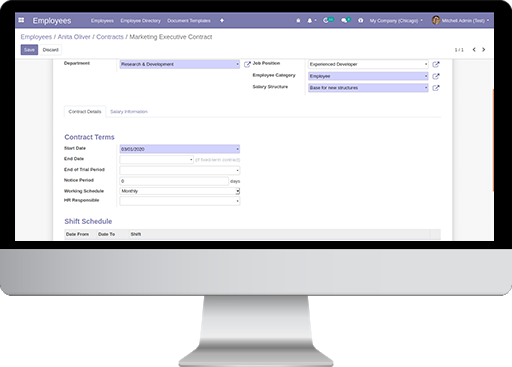 Employees Employees Employee Directory Document Templates + My Company (Chicago) Mitchell Admin (Test)
Employees / Anita Oliver / Contracts / Marketing Executive Contract
Save Discard 1 / 1
Department Research & Development Job Position Experienced Developer
Employee Category Employee
Salary Structure Base for new structures
Contract Details Salary Information
Contract Terms
Start Date 03/01/2020
End Date (If fixed-term contract)
End of Trial Period
Notice Period 0 days
Working Schedule Monthly
HR Responsible
Shift Schedule
Date From Date To Shift